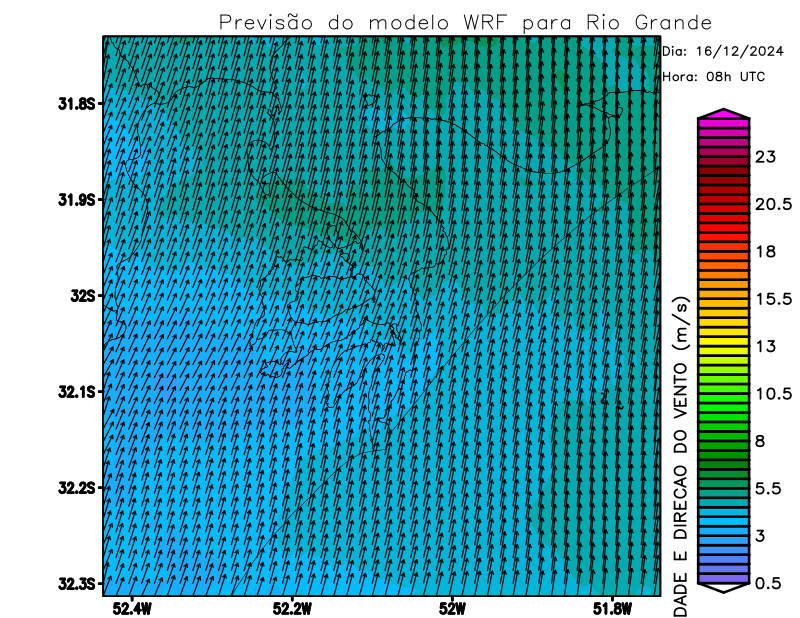 Previsão do modelo WRF para Rio Grande
Dia: 16/12/2024
Hora: 08h UTC
31.8S
31.9S
32S
32.1S
32.2S
32.3S
52.4W
52.2W
52W
51.8W
23
20.5
18
15.5
13
10.5
8
5.5
3
0.5
DADE E DIRECAO DO VENTO (m/s)